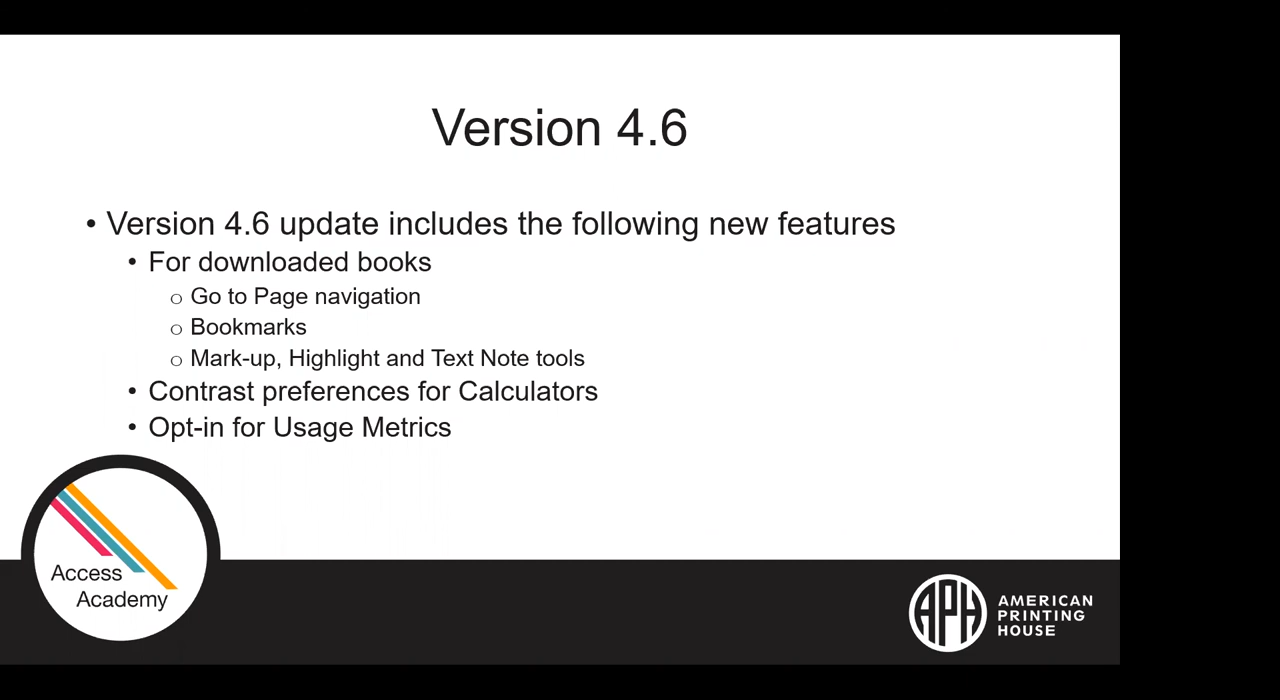 Version 4.6
• Version 4.6 update includes the following new features
• For downloaded books
o Go to Page navigation
o Bookmarks
o Mark-up, Highlight and Text Note tools
• Contrast preferences for Calculators
• Opt-in for Usage Metrics
Access
Academy
APH
AMERICAN
PRINTING
HOUSE